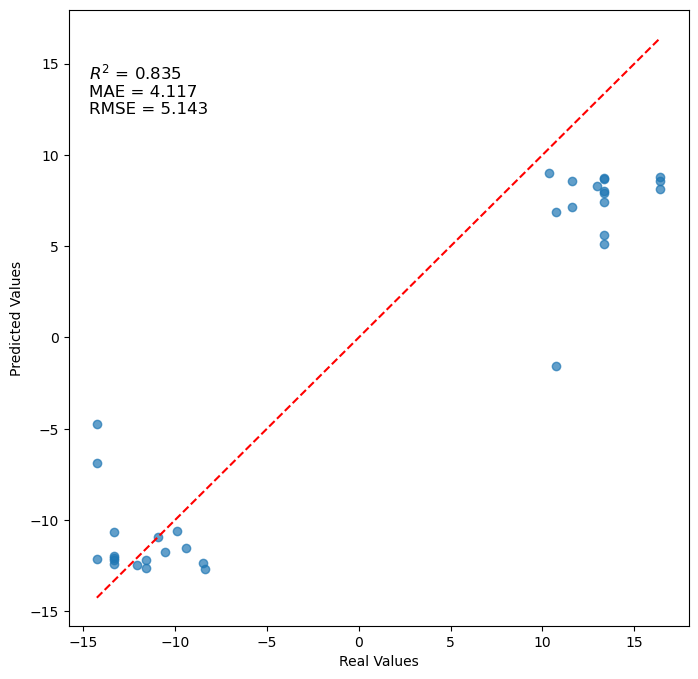 R² = 0.835
MAE = 4.117
RMSE = 5.143
15
10
5
0
−5
−10
−15
Predicted Values
−15 −10 −5 0 5 10 15
Real Values